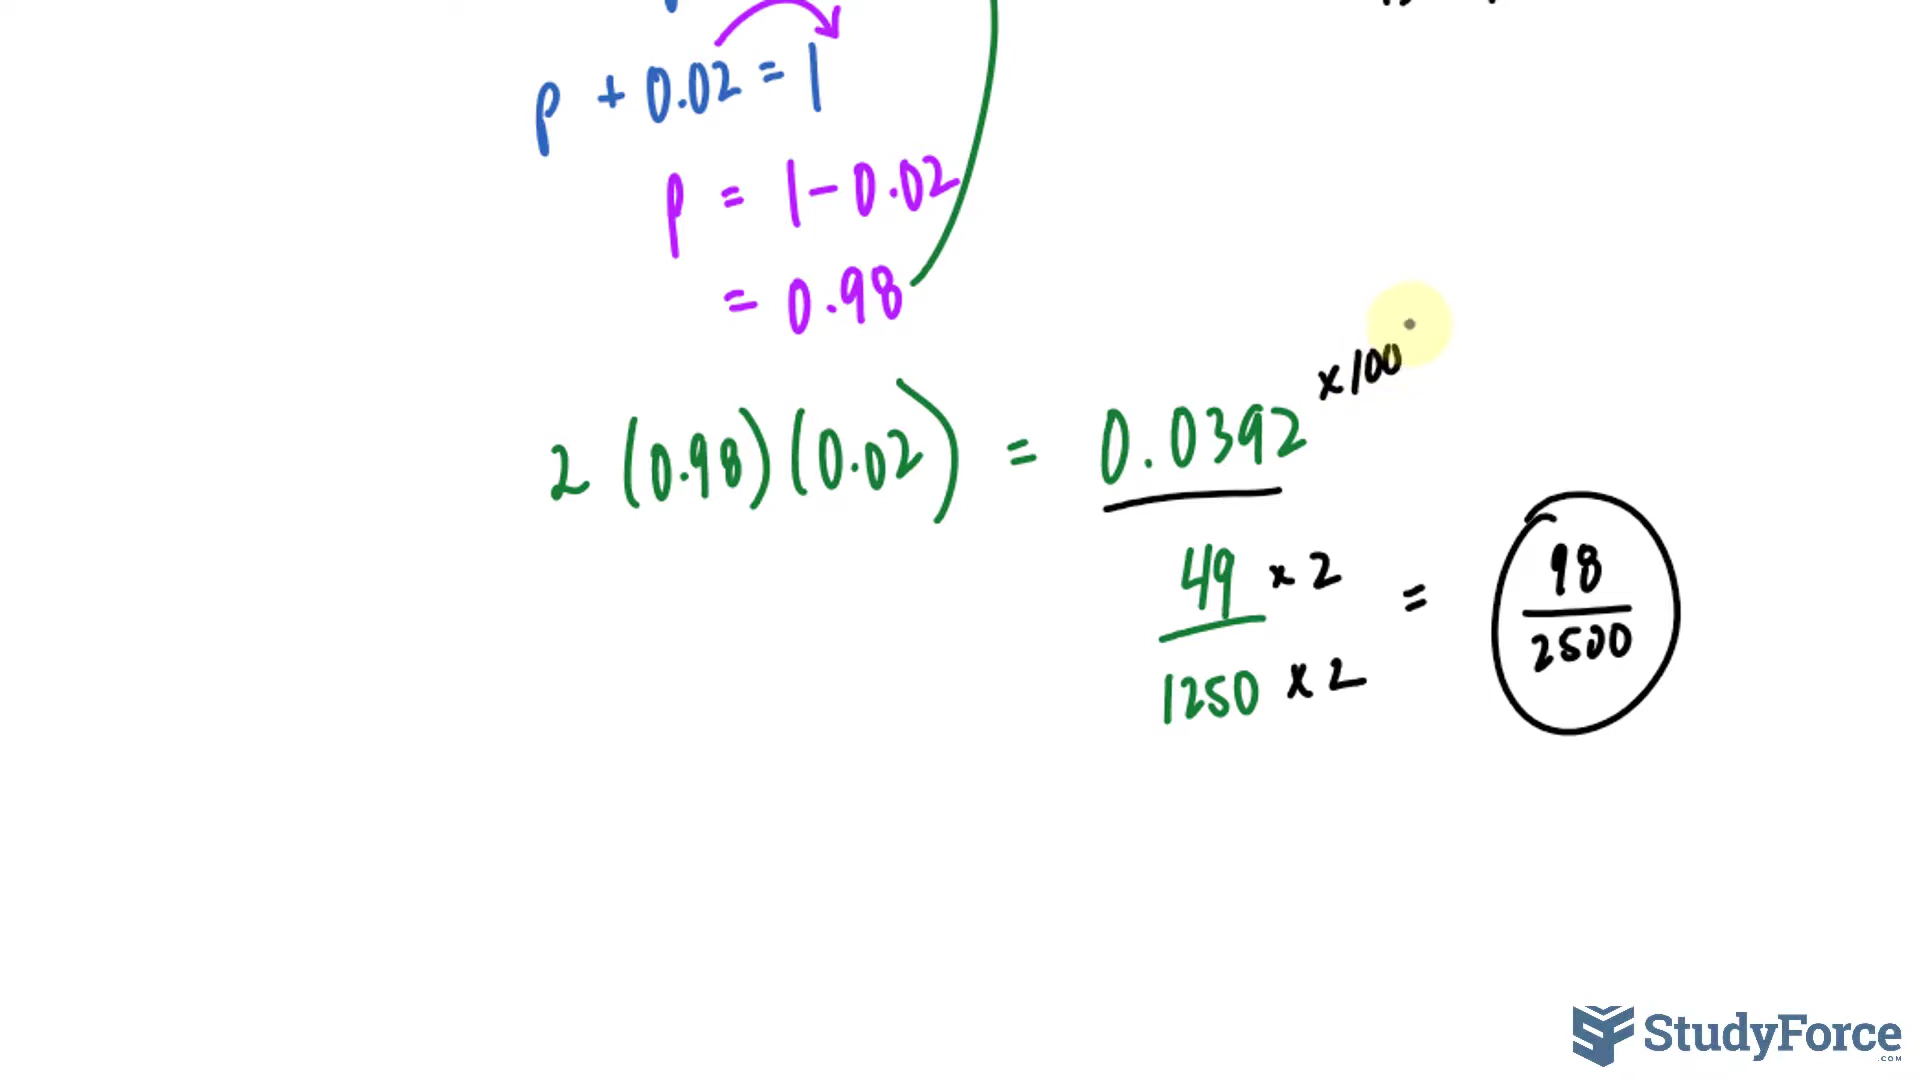 p + 0.02 = 1
p = 1 - 0.02
= 0.98
2 (0.98)(0.02) = 0.0392 x100
49 x 2
1250 x 2
=
98
2500
StudyForce
.COM